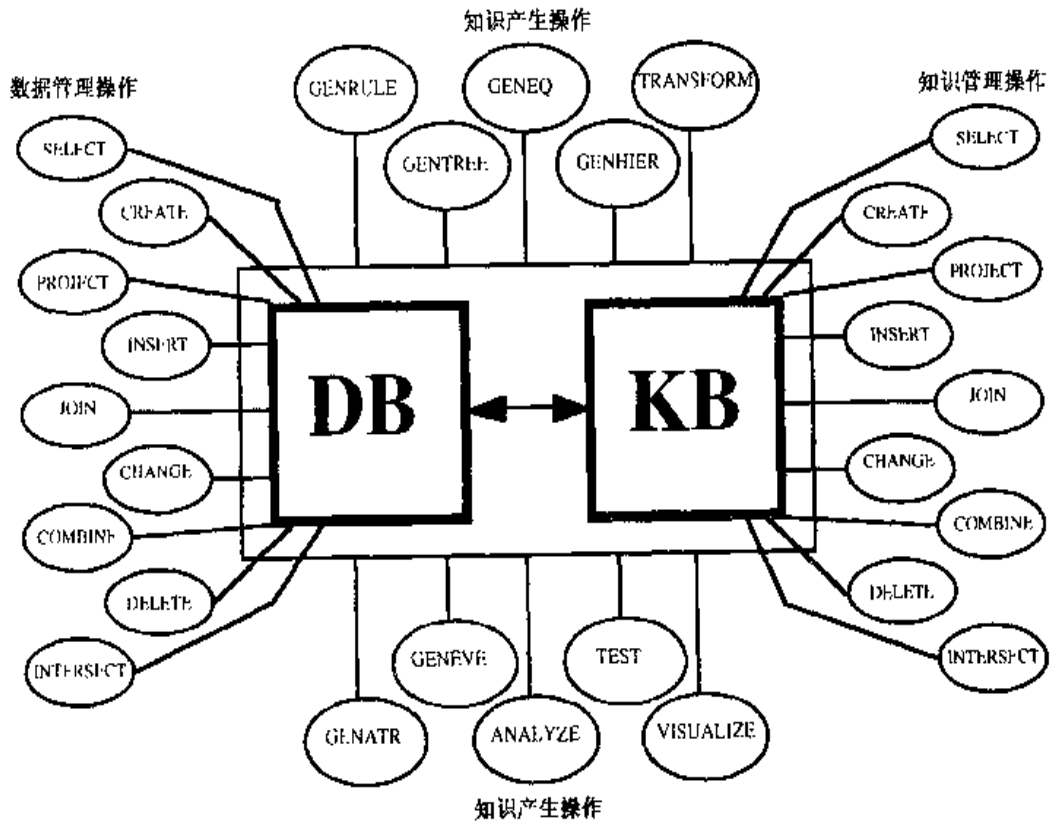 知识产生操作
数据管理操作
知识管理操作
GENRULE
GENEQ
TRANSFORM
GENTREE
GENHIER
SELECT
CREATE
PROJECT
INSERT
JOIN
CHANGE
COMBINE
DELETE
INTERSECT
DB
KB
SELECT
CREATE
PROJECT
INSERT
JOIN
CHANGE
COMBINE
DELETE
INTERSECT
GENEVE
TEST
GENATR
ANALYZE
VISUALIZE
知识产生操作